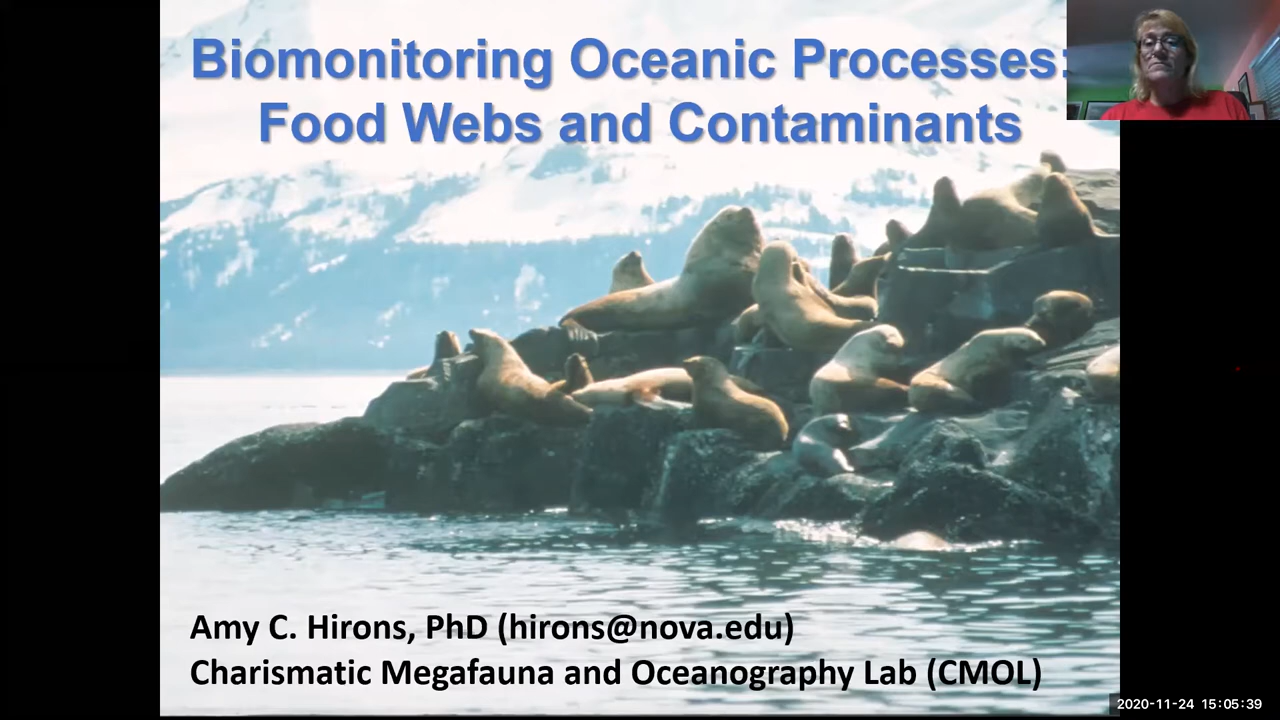 Biomonitoring Oceanic Processes:
Food Webs and Contaminants
Amy C. Hirons, PhD (hirons@nova.edu)
Charismatic Megafauna and Oceanography Lab (CMOL)
2020-11-24 15:05:39